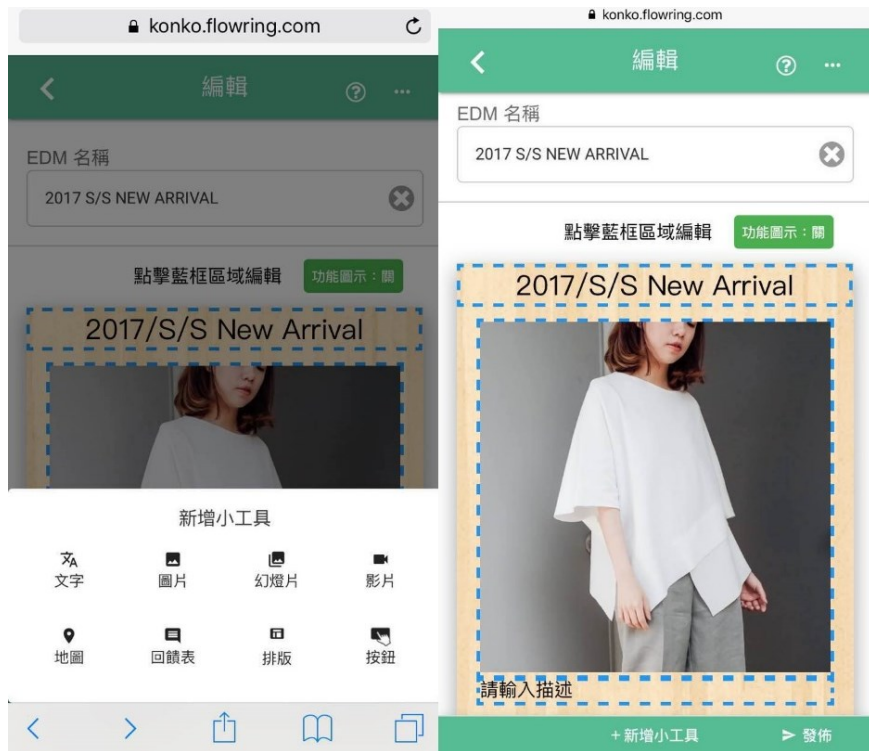 konko.flowring.com
編輯
EDM 名稱
2017 S/S NEW ARRIVAL
點擊藍框區域編輯
功能圖示：關
2017/S/S New Arrival
新增小工具
文字
圖片
幻燈片
影片
地圖
回饋表
排版
按鈕
konko.flowring.com
編輯
EDM 名稱
2017 S/S NEW ARRIVAL
點擊藍框區域編輯
功能圖示：關
2017/S/S New Arrival
請輸入描述
+新增小工具
發佈